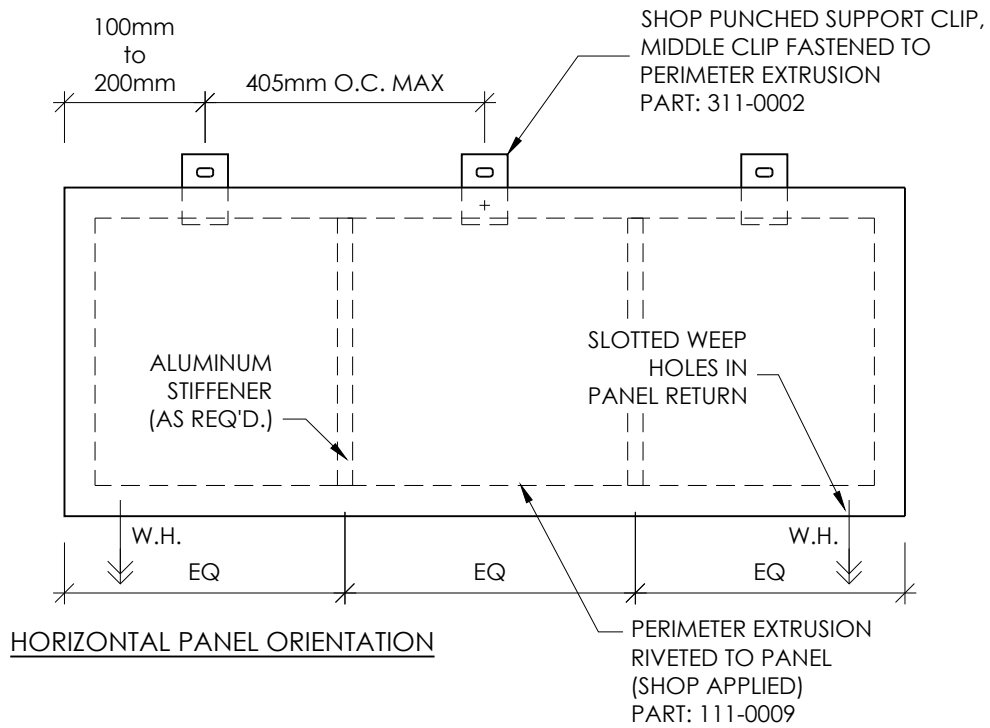 100mm
to
200mm
405mm O.C. MAX
SHOP PUNCHED SUPPORT CLIP,
MIDDLE CLIP FASTENED TO
PERIMETER EXTRUSION
PART: 311-0002
ALUMINUM
STIFFENER
(AS REQ'D.)
SLOTTED WEEP
HOLES IN
PANEL RETURN
W.H.
W.H.
EQ
EQ
EQ
HORIZONTAL PANEL ORIENTATION
PERIMETER EXTRUSION
RIVETED TO PANEL
(SHOP APPLIED)
PART: 111-0009